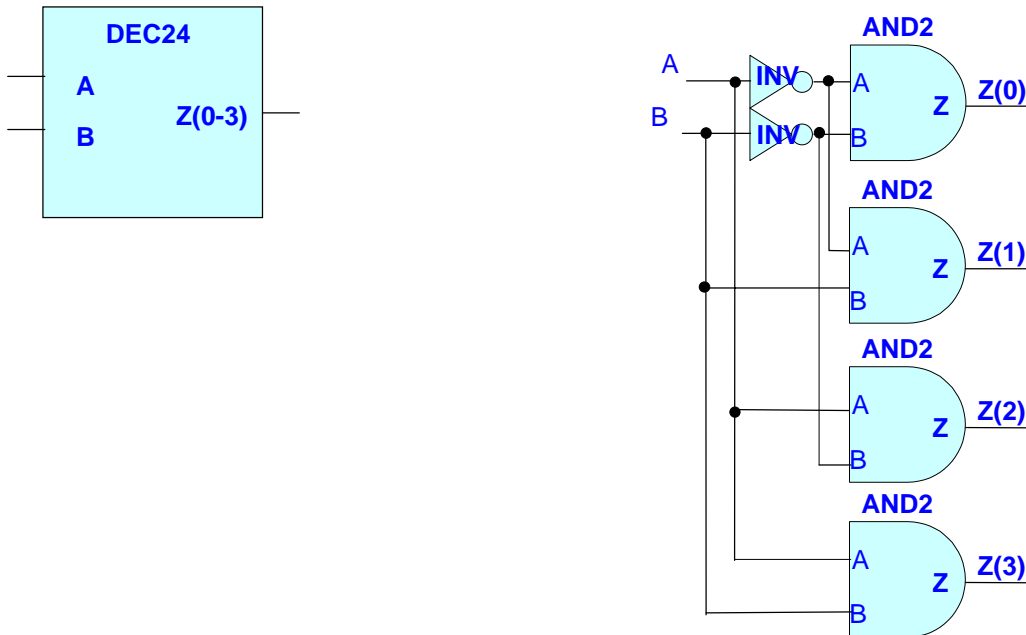 DEC24
A
B
Z(0-3)
A
B
INV
INV
AND2
A
B
Z
Z(0)
AND2
A
B
Z
Z(1)
AND2
A
B
Z
Z(2)
AND2
A
B
Z
Z(3)